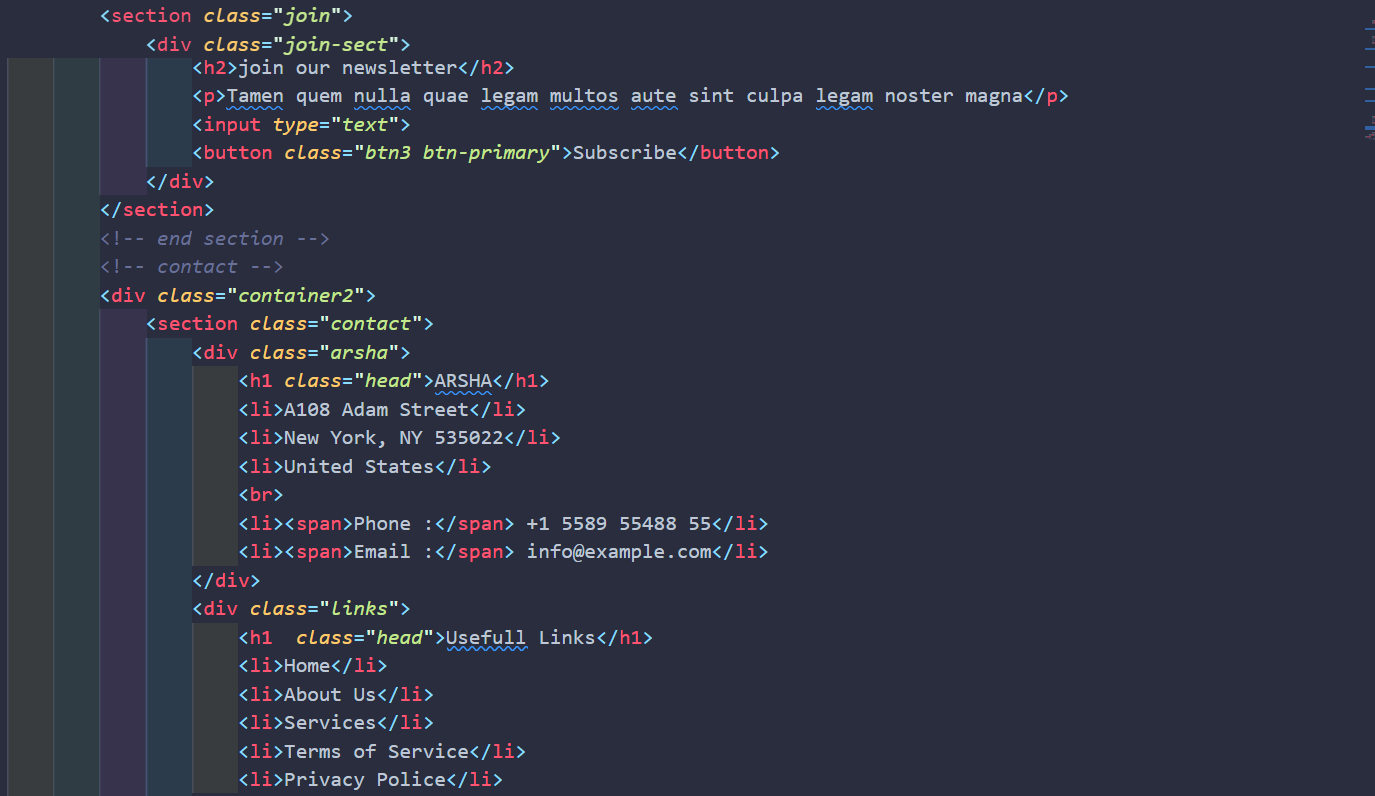 <section class="join">
<div class="join-sect">
<h2>join our newsletter</h2>
<p>Tamen quem nulla quae legam multos aute sint culpa legam noster magna</p>
<input type="text">
<button class="btn3 btn-primary">Subscribe</button>
</div>
</section>
<!-- end section -->
<!-- contact -->
<div class="container2">
<section class="contact">
<div class="arsha">
<h1 class="head">ARSHA</h1>
<li>A108 Adam Street</li>
<li>New York, NY 535022</li>
<li>United States</li>
<br>
<li><span>Phone :</span> +1 5589 55488 55</li>
<li><span>Email :</span> info@example.com</li>
</div>
<div class="links">
<h1  class="head">Usefull Links</h1>
<li>Home</li>
<li>About Us</li>
<li>Services</li>
<li>Terms of Service</li>
<li>Privacy Police</li>